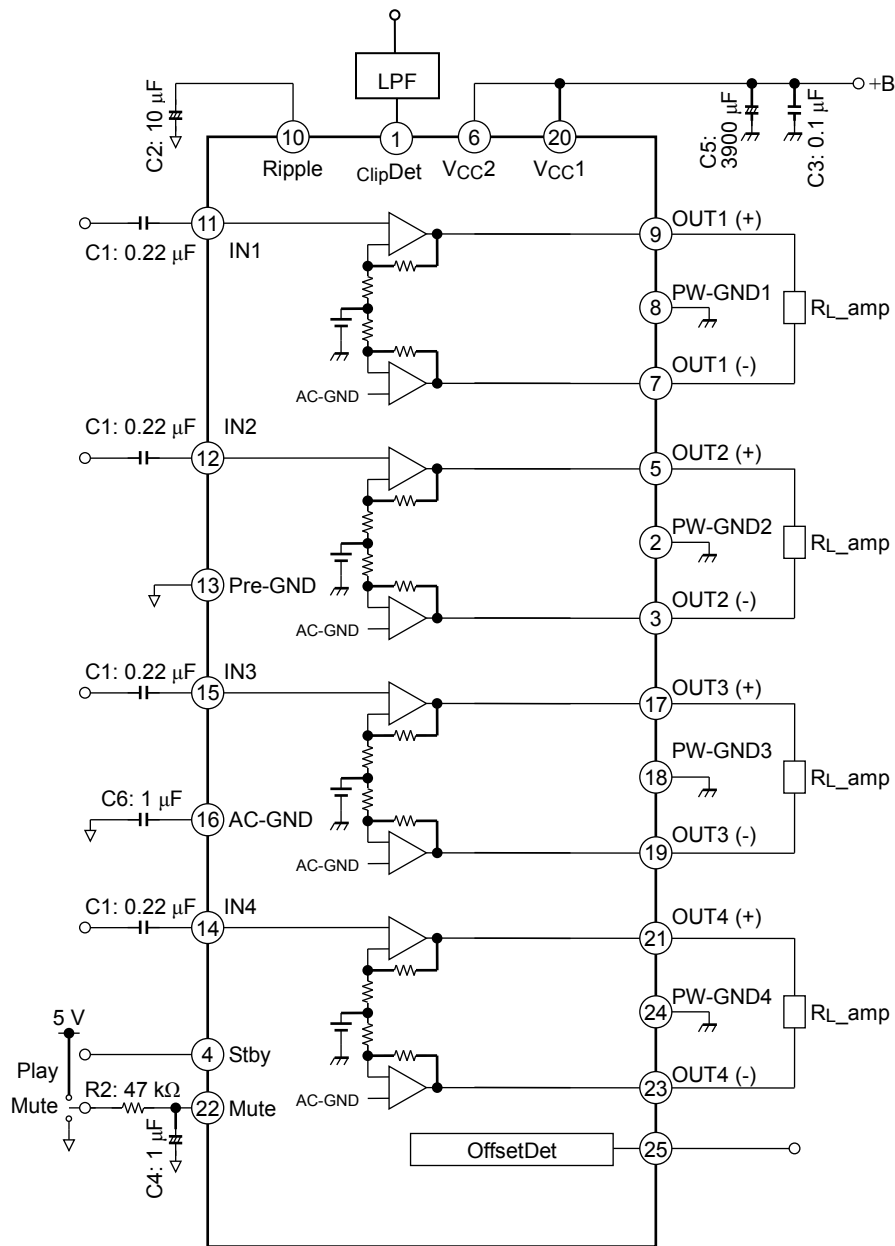 LPF
+B
C2: 10 µF
C5: 3900 µF
C3: 0.1 µF
10
1
6
20
Ripple
ClipDet
VCC2
VCC1
11
C1: 0.22 µF
IN1
9
OUT1 (+)
8
PW-GND1
RL_amp
7
OUT1 (-)
AC-GND
C1: 0.22 µF
IN2
12
5
OUT2 (+)
2
PW-GND2
RL_amp
13
Pre-GND
3
OUT2 (-)
AC-GND
C1: 0.22 µF
IN3
15
17
OUT3 (+)
18
PW-GND3
RL_amp
C6: 1 µF
16
AC-GND
19
OUT3 (-)
AC-GND
C1: 0.22 µF
IN4
14
21
OUT4 (+)
24
PW-GND4
RL_amp
5 V
4
Stby
Play
R2: 47 kΩ
Mute
22
Mute
23
OUT4 (-)
AC-GND
C4: 1 µF
OffsetDet
25